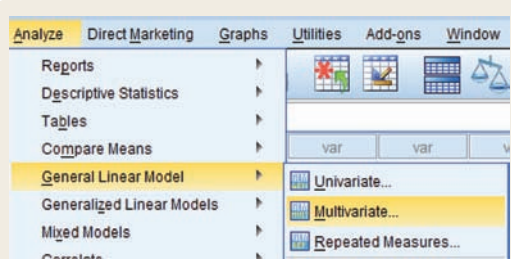 Analyze Direct Marketing Graphs Utilities Add-ons Window
Reports
Descriptive Statistics
Tables
Compare Means
var var
General Linear Model
Univariate...
Generalized Linear Models
Multivariate...
Mixed Models
Repeated Measures...
Correlate